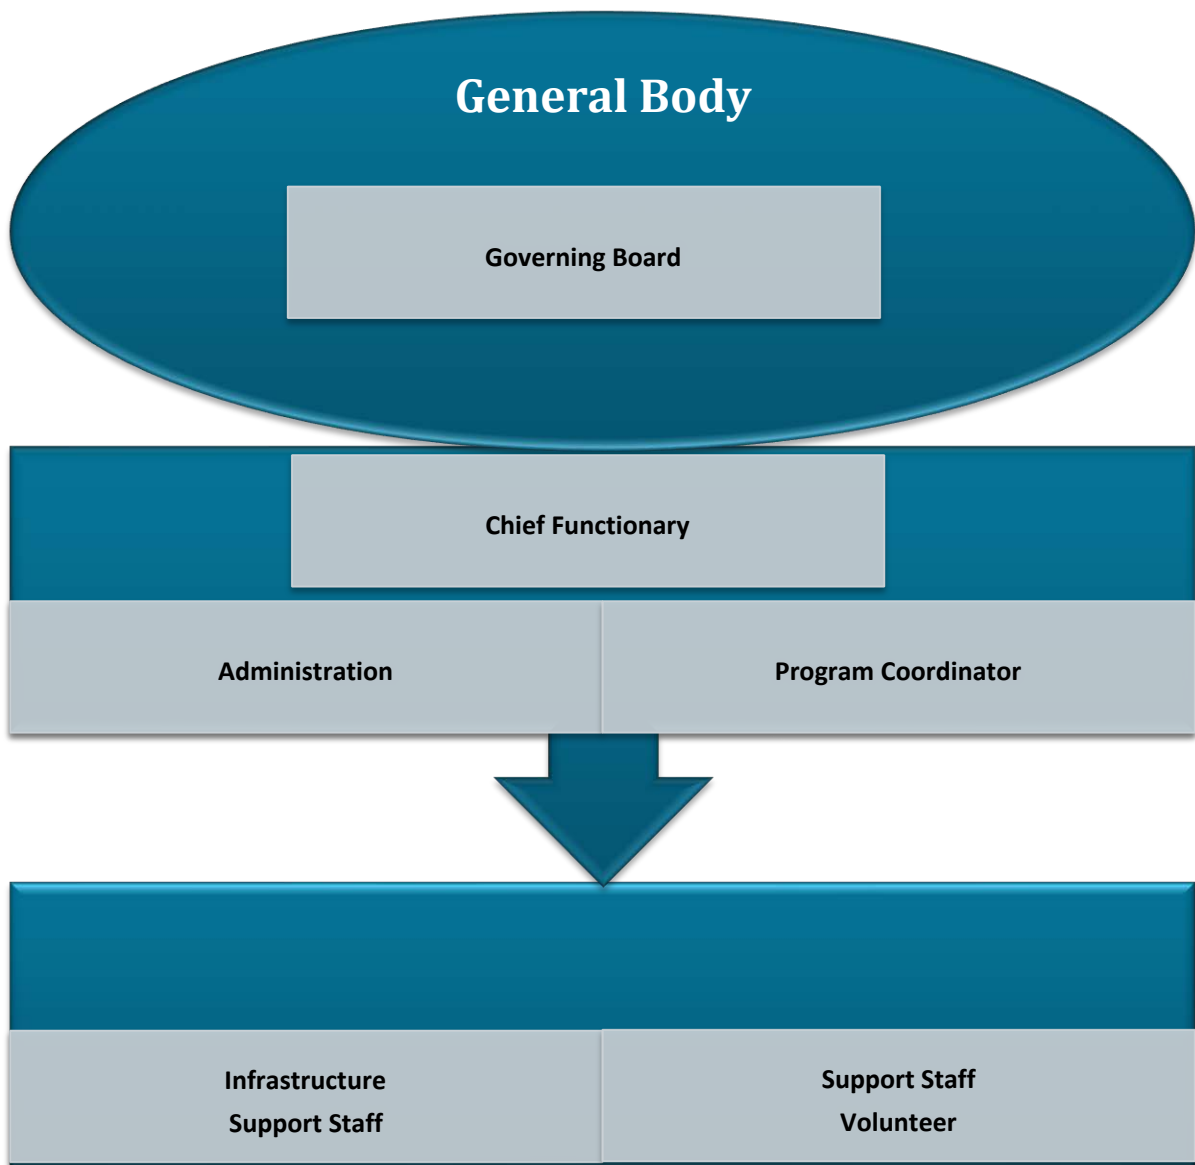 General Body
Governing Board
Chief Functionary
Administration
Program Coordinator
Infrastructure
Support Staff
Support Staff
Volunteer